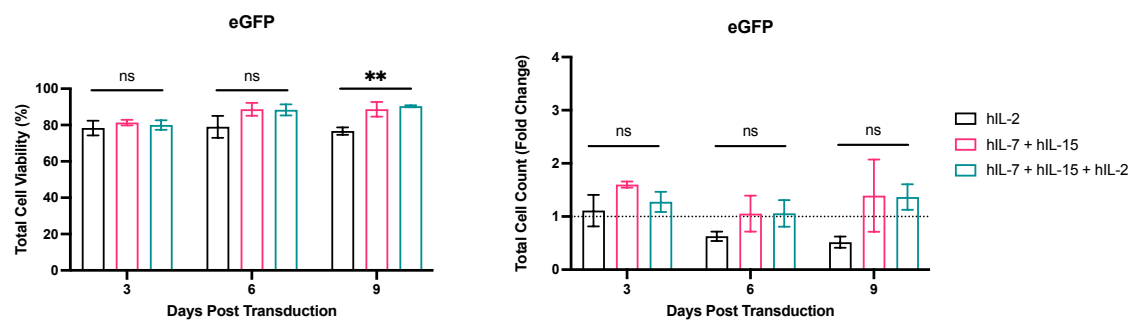 eGFP
Total Cell Viability (%)
100
80
60
40
20
0
ns
ns
**
3
6
9
Days Post Transduction
eGFP
Total Cell Count (Fold Change)
4
3
2
1
0
ns
ns
ns
3
6
9
Days Post Transduction
hIL-2
hIL-7 + hIL-15
hIL-7 + hIL-15 + hIL-2